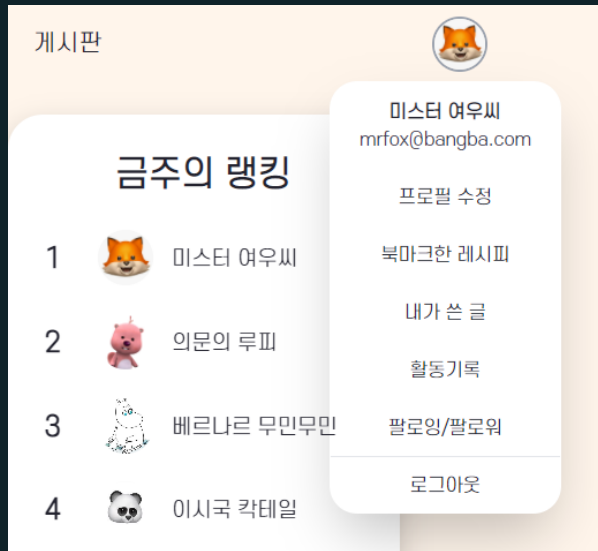 게시판
미스터 여우씨
mrfox@bangba.com
프로필 수정
북마크한 레시피
내가 쓴 글
활동기록
팔로잉/팔로워
로그아웃
금주의 랭킹
1 미스터 여우씨
2 의문의 루피
3 베르나르 무민무민
4 이시국 칵테일